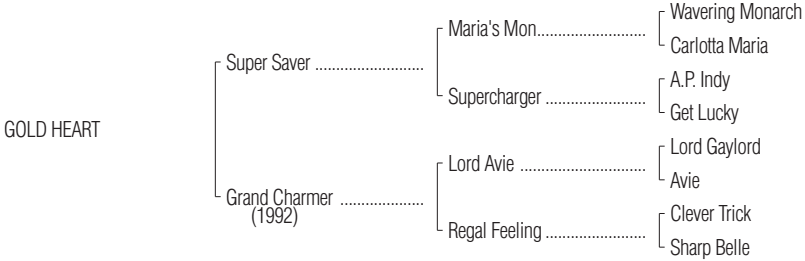 Wavering Monarch
Maria's Mon..........................
Carlotta Maria
Super Saver ..........................
A.P. Indy
Supercharger ........................
Get Lucky
GOLD HEART
Lord Gaylord
Lord Avie ..............................
Avie
Grand Charmer ....................
(1992)
Clever Trick
Regal Feeling ........................
Sharp Belle